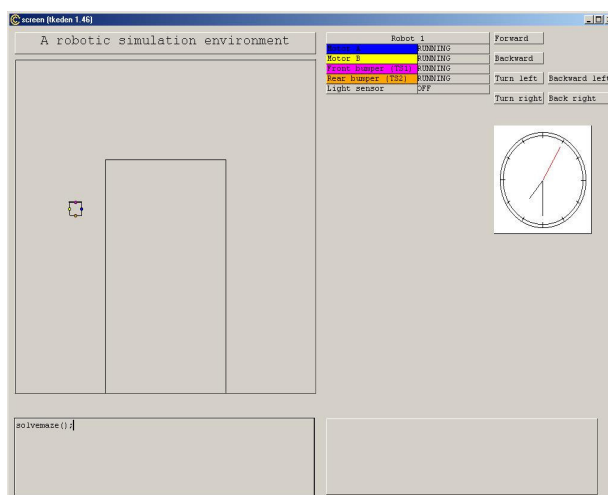 screen (tkeden 1.46)
A robotic simulation environment
Robot 1
Motor A RUNNING
Motor B RUNNING
Front bumper (TS1) RUNNING
Rear bumper (TS2) RUNNING
Light sensor OFF
Forward
Backward
Turn left Backward left
Turn right Back right
solvemaze();